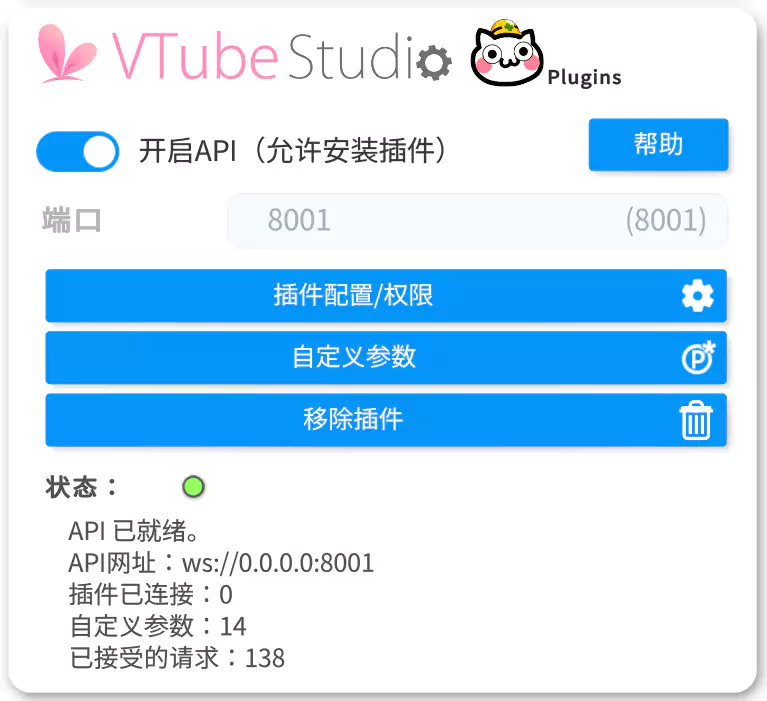 VTube Studio Plugins
开启API（允许安装插件） 帮助
端口 8001 (8001)
插件配置/权限
自定义参数
移除插件
状态：
API 已就绪。
API网址：ws://0.0.0.0:8001
插件已连接：0
自定义参数：14
已接受的请求：138